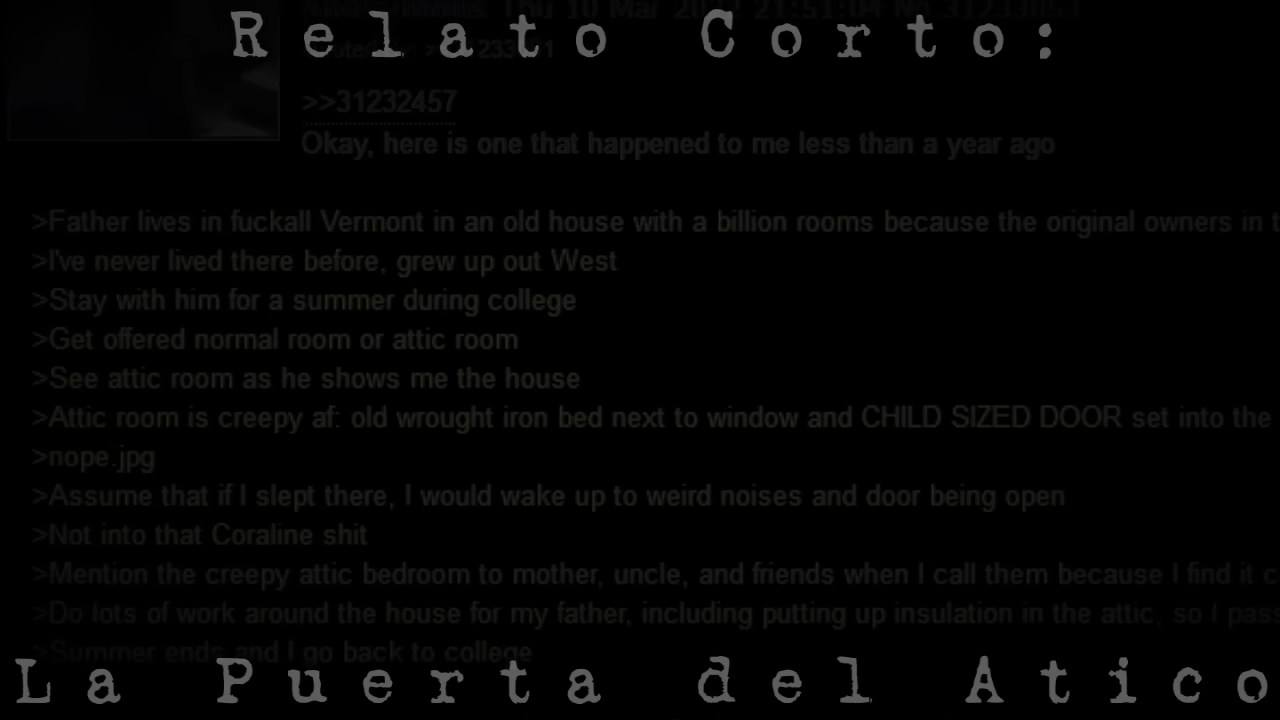 Thu 10 Mar 21:51:04
Relato Corto:
>>31232457
Okay, here is one that happened to me less than a year ago
>Father lives in fuckall Vermont in an old house with a billion rooms because the original owners in
>I've never lived there before, grew up out West
>Stay with him for a summer during college
>Get offered normal room or attic room
>See attic room as he shows me the house
>Attic room is creepy af: old wrought iron bed next to window and CHILD SIZED DOOR set into the
>nope.jpg
>Assume that if I slept there, I would wake up to weird noises and door being open
>Not into that Coraline shit
>Mention the creepy attic bedroom to mother, uncle, and friends when I call them because I find it
>Do lots of work around the house for my father, including putting up insulation in the attic, so I
>Summer ends and I go back to college
La Puerta del Atico